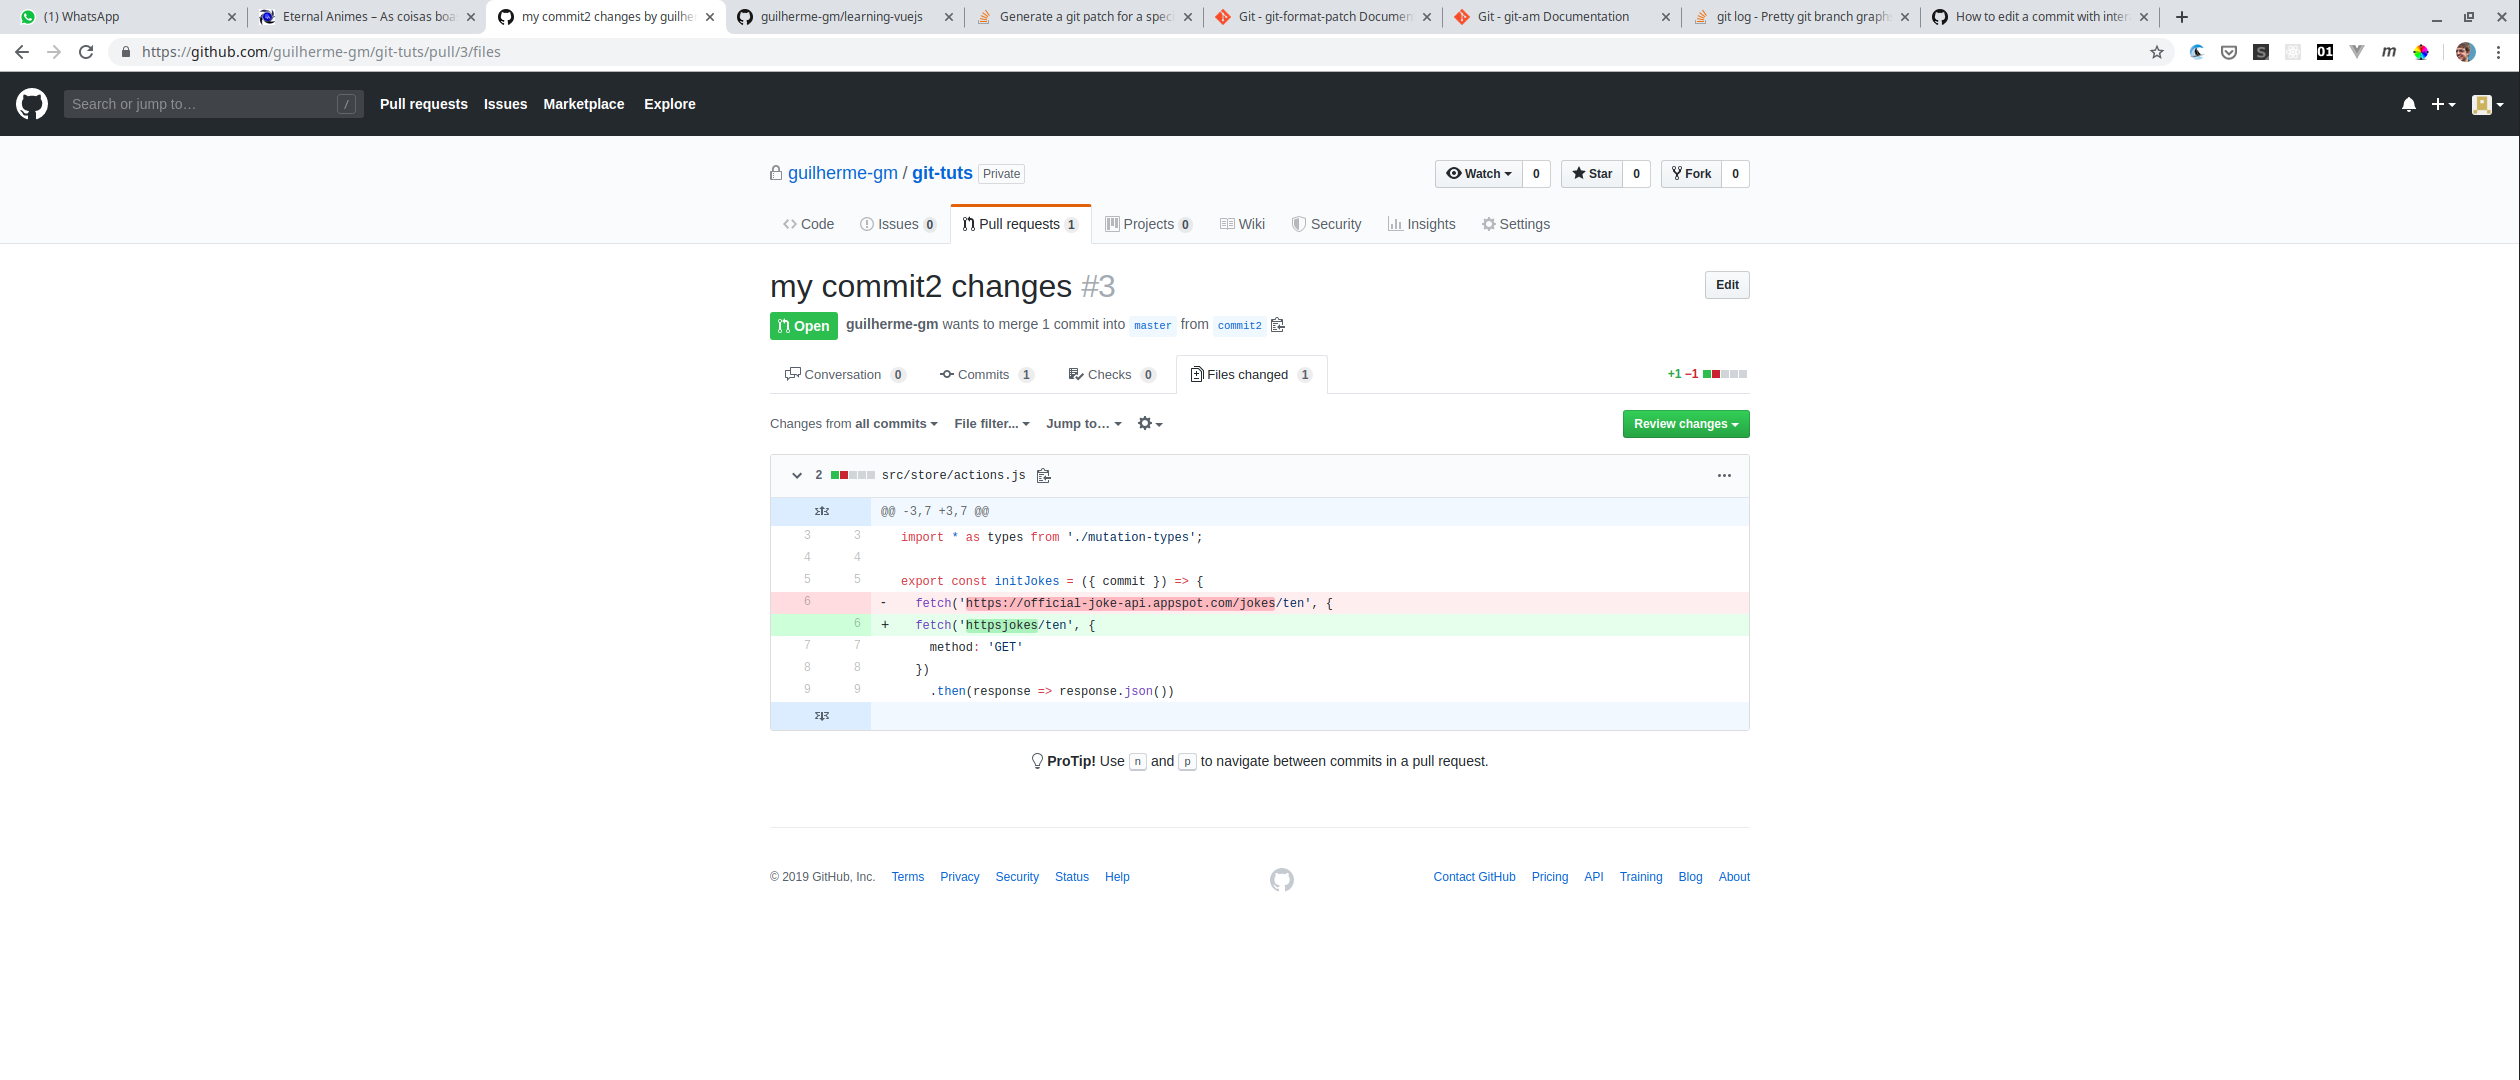 (1) WhatsApp
Eternal Animes – As coisas boa
my commit2 changes by guilher
guilherme-gm/learning-vuejs
Generate a git patch for a spec
Git - git-format-patch Documen
Git - git-am Documentation
git log - Pretty git branch graph
How to edit a commit with inter
https://github.com/guilherme-gm/git-tuts/pull/3/files
S
01
m
Search or jump to…
/
Pull requests
Issues
Marketplace
Explore
guilherme-gm / git-tuts Private
Watch 0
Star 0
Fork 0
Code
Issues 0
Pull requests 1
Projects 0
Wiki
Security
Insights
Settings
my commit2 changes #3
Edit
Open
guilherme-gm wants to merge 1 commit into master from commit2
Conversation 0
Commits 1
Checks 0
Files changed 1
+1 −1
Changes from all commits
File filter...
Jump to…
Review changes
2 src/store/actions.js
@@ -3,7 +3,7 @@
3 3 import * as types from './mutation-types';
4 4
5 5 export const initJokes = ({ commit }) => {
6 - fetch('https://official-joke-api.appspot.com/jokes/ten', {
6 + fetch('httpsjokes/ten', {
7 7 method: 'GET'
8 8 })
9 9 .then(response => response.json())
ProTip! Use n and p to navigate between commits in a pull request.
© 2019 GitHub, Inc.
Terms
Privacy
Security
Status
Help
Contact GitHub
Pricing
API
Training
Blog
About